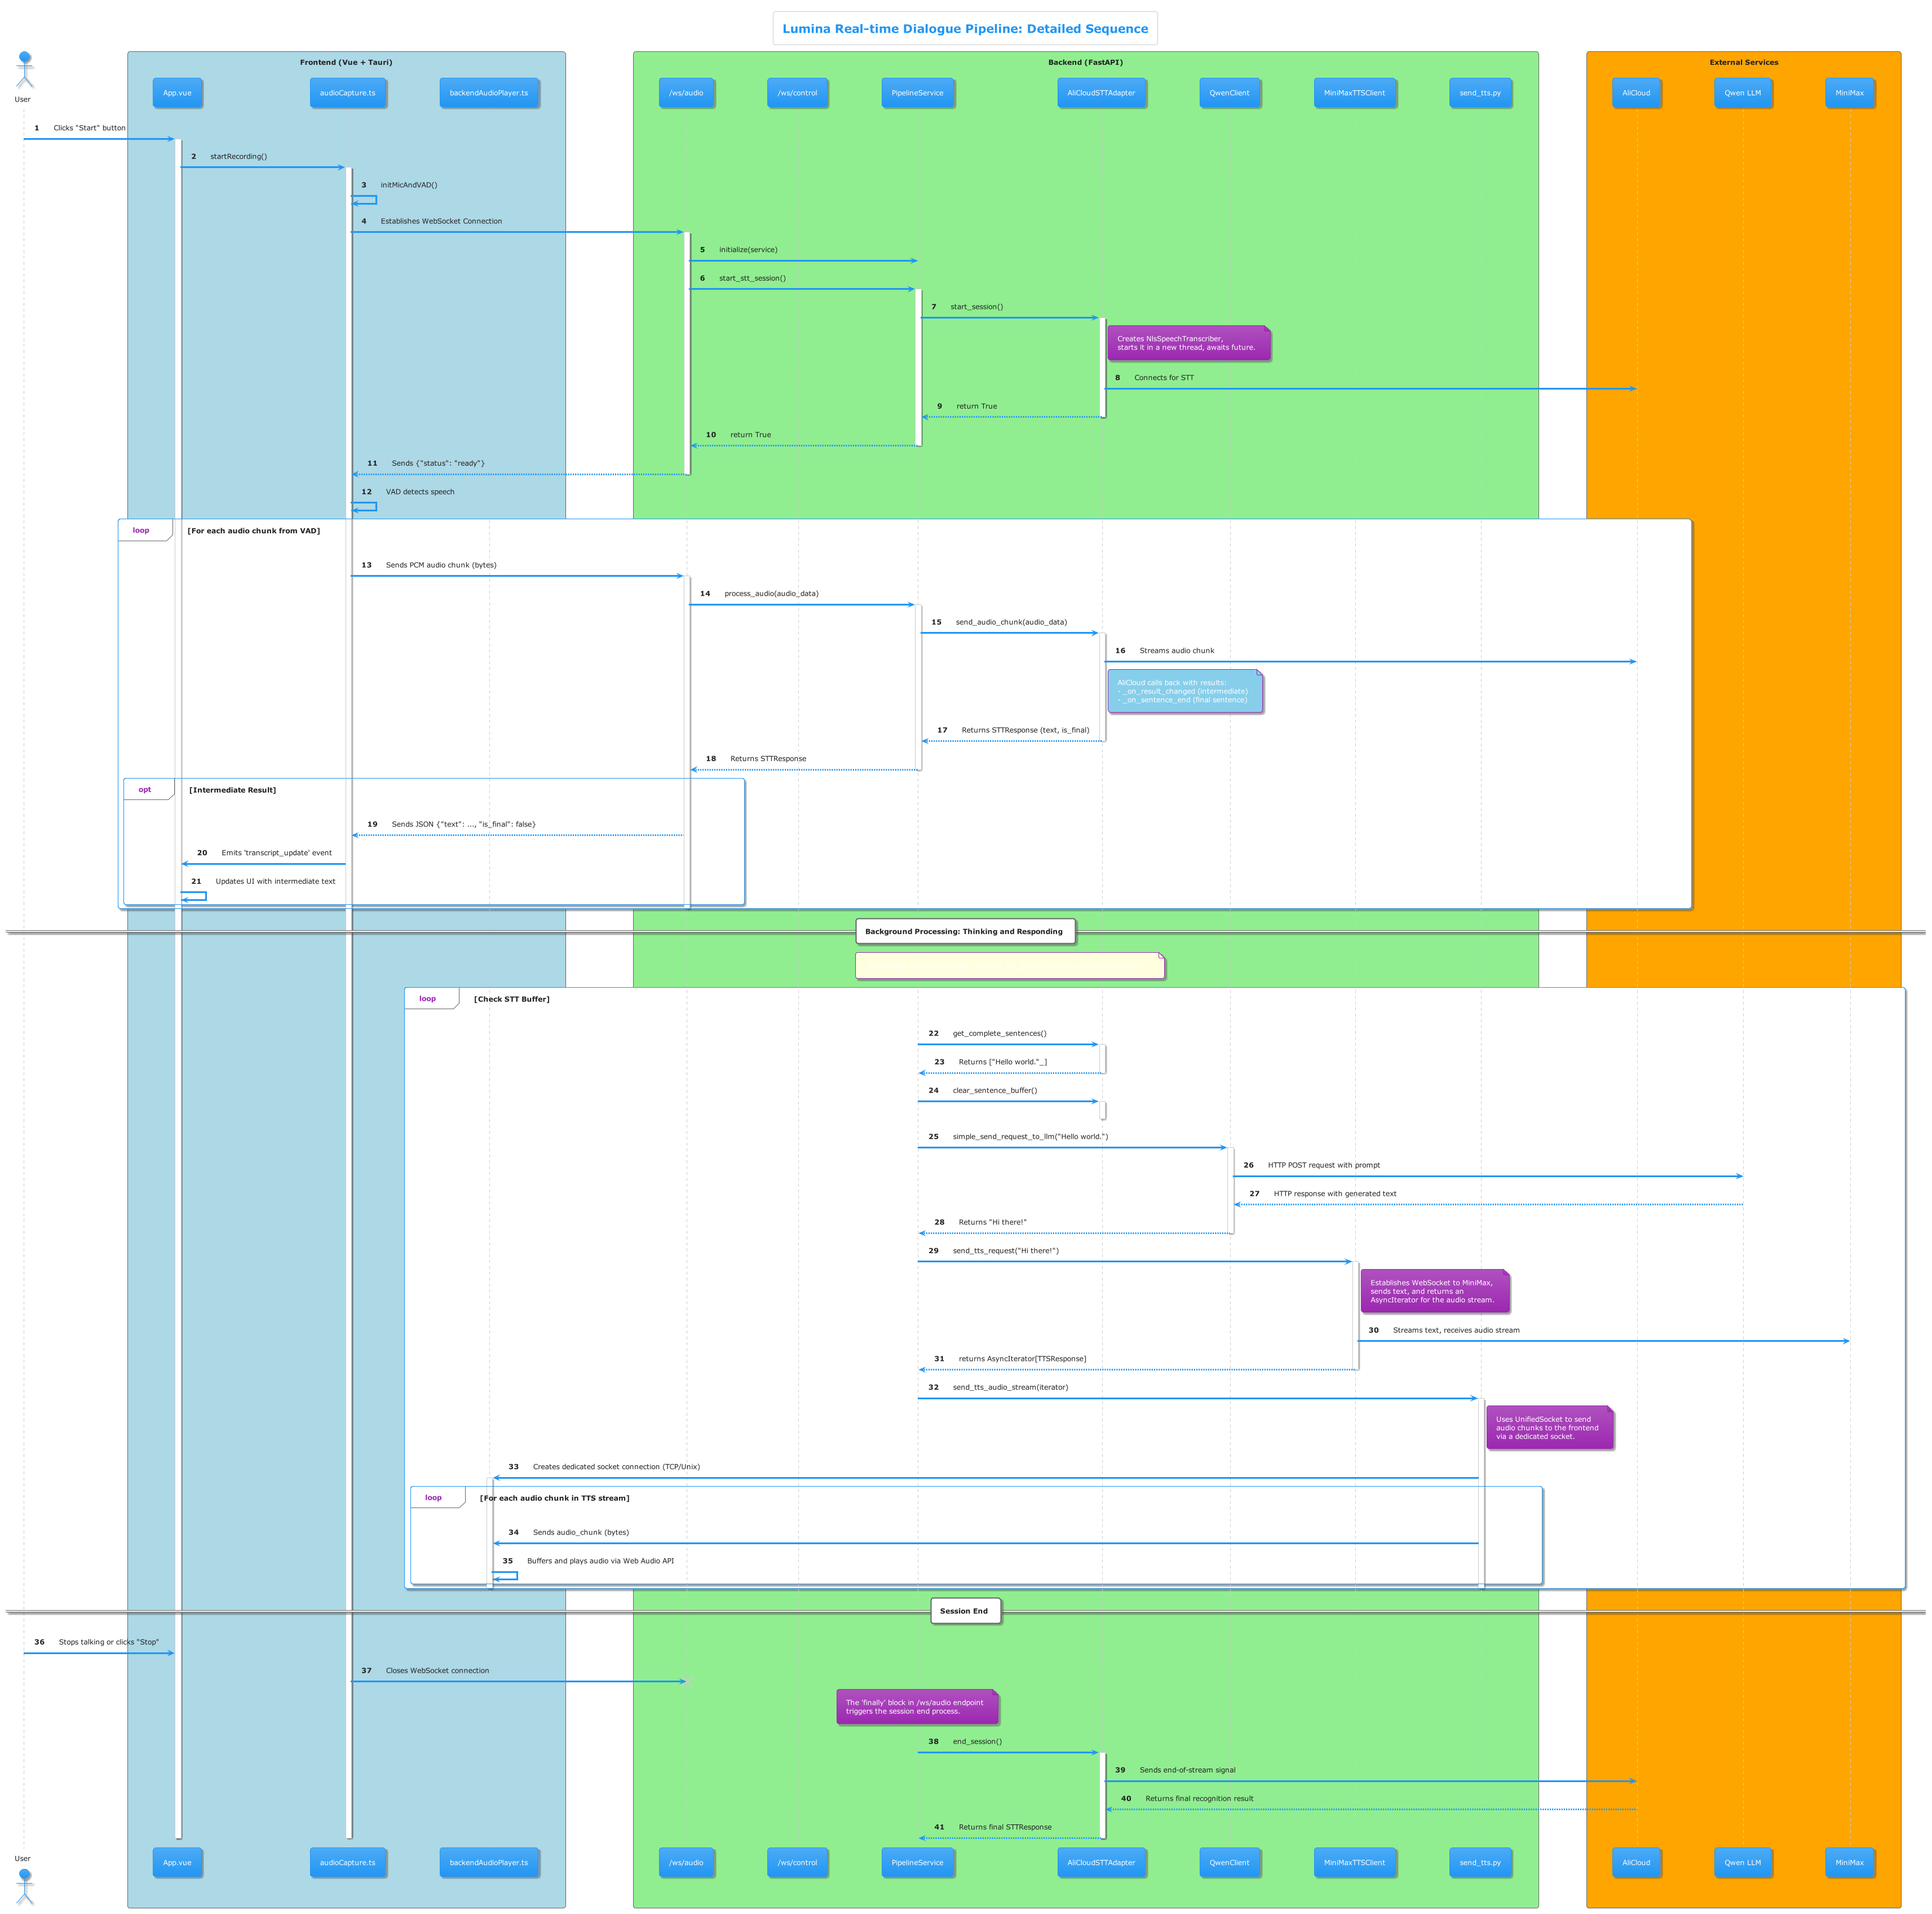 Lumina Real-time Dialogue Pipeline: Detailed Sequence
Frontend (Vue + Tauri)
Backend (FastAPI)
External Services
User
App.vue
audioCapture.ts
backendAudioPlayer.ts
/ws/audio
/ws/control
PipelineService
AliCloudSTTAdapter
QwenClient
MiniMaxTTSClient
send_tts.py
AliCloud
Qwen LLM
MiniMax
1 Clicks "Start" button
2 startRecording()
3 initMicAndVAD()
4 Establishes WebSocket Connection
5 initialize(service)
6 start_stt_session()
7 start_session()
Creates NlsSpeechTranscriber,
starts it in a new thread, awaits future.
8 Connects for STT
9 return True
10 return True
11 Sends {"status": "ready"}
12 VAD detects speech
loop [For each audio chunk from VAD]
13 Sends PCM audio chunk (bytes)
14 process_audio(audio_data)
15 send_audio_chunk(audio_data)
16 Streams audio chunk
AliCloud calls back with results:
- _on_result_changed (intermediate)
- _on_sentence_end (final sentence)
17 Returns STTResponse (text, is_final)
18 Returns STTResponse
opt [Intermediate Result]
19 Sends JSON {"text": ..., "is_final": false}
20 Emits 'transcript_update' event
21 Updates UI with intermediate text
Background Processing: Thinking and Responding
loop [Check STT Buffer]
22 get_complete_sentences()
23 Returns ["Hello world."_]
24 clear_sentence_buffer()
25 simple_send_request_to_llm("Hello world.")
26 HTTP POST request with prompt
27 HTTP response with generated text
28 Returns "Hi there!"
29 send_tts_request("Hi there!")
Establishes WebSocket to MiniMax,
sends text, and returns an
AsyncIterator for the audio stream.
30 Streams text, receives audio stream
31 returns AsyncIterator[TTSResponse]
32 send_tts_audio_stream(iterator)
Uses UnifiedSocket to send
audio chunks to the frontend
via a dedicated socket.
33 Creates dedicated socket connection (TCP/Unix)
loop [For each audio chunk in TTS stream]
34 Sends audio_chunk (bytes)
35 Buffers and plays audio via Web Audio API
Session End
36 Stops talking or clicks "Stop"
37 Closes WebSocket connection
The 'finally' block in /ws/audio endpoint
triggers the session end process.
38 end_session()
39 Sends end-of-stream signal
40 Returns final recognition result
41 Returns final STTResponse
User
App.vue
audioCapture.ts
backendAudioPlayer.ts
/ws/audio
/ws/control
PipelineService
AliCloudSTTAdapter
QwenClient
MiniMaxTTSClient
send_tts.py
AliCloud
Qwen LLM
MiniMax